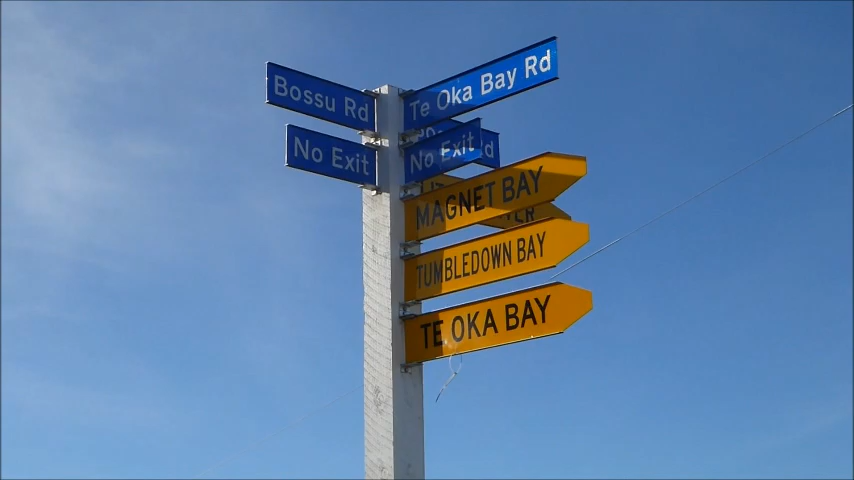 Bossu Rd
Te Oka Bay Rd
No Exit
No Exit
MAGNET BAY
TUMBLEDOWN BAY
TE OKA BAY